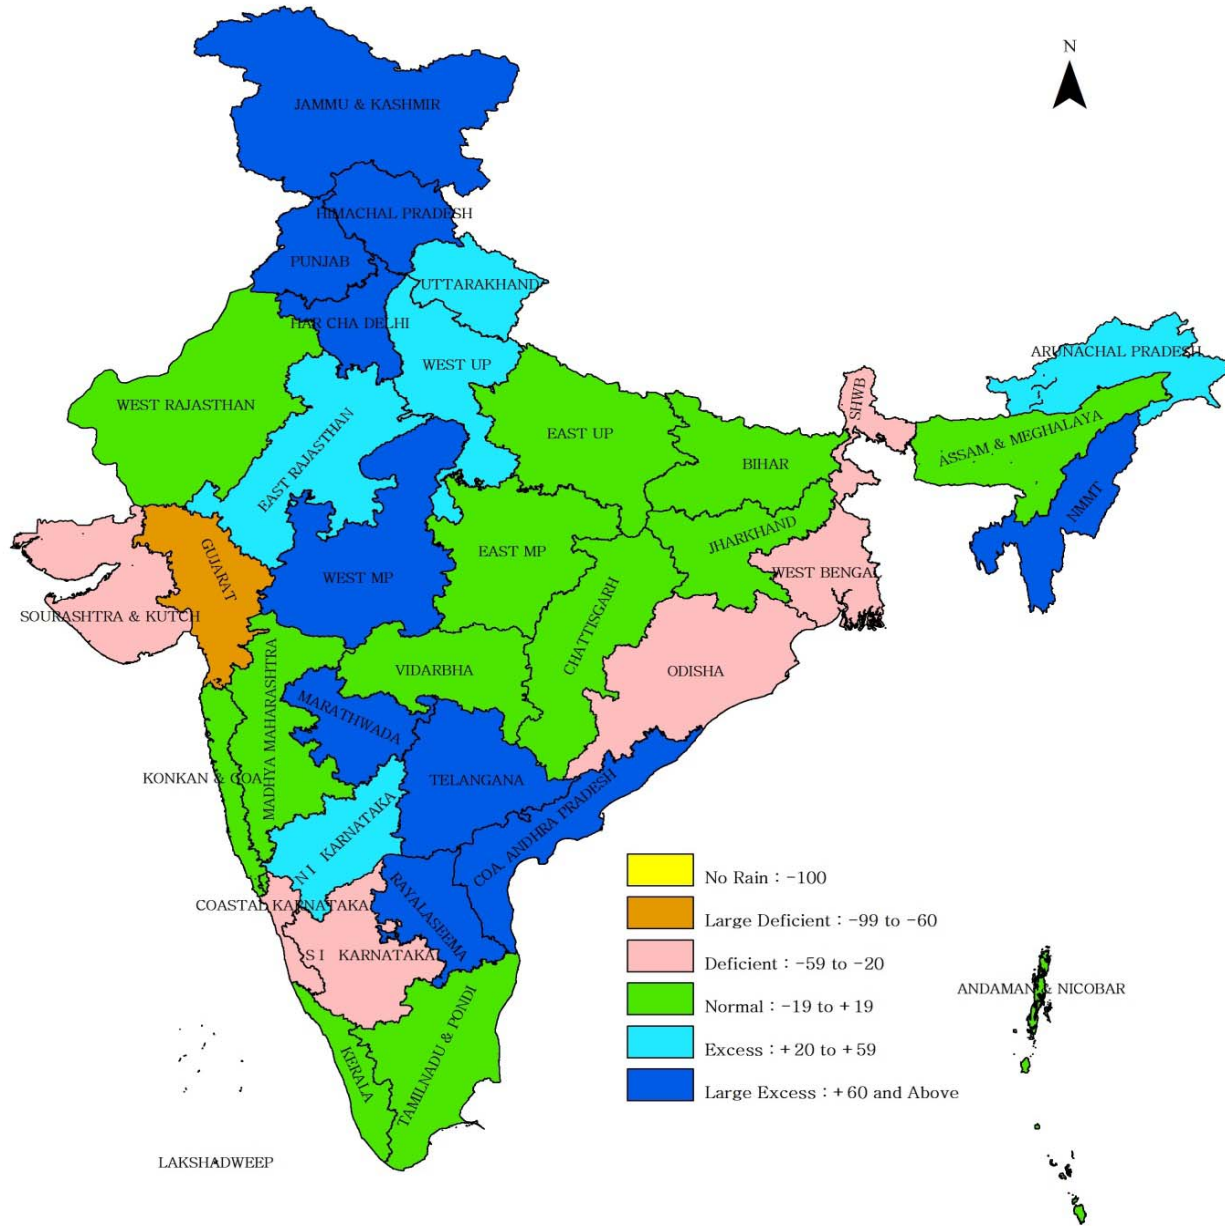 N
JAMMU & KASHMIR
HIMACHAL PRADESH
PUNJAB
UTTARAKHAND
HAR CHA DELHI
WEST UP
ARUNACHAL PRADESH
WEST RAJASTHAN
SHWB
EAST RAJASTHAN
EAST UP
BIHAR
ASSAM & MEGHALAYA
NMMT
GUJARAT
EAST MP
JHARKHAND
WEST MP
WEST BENGAL
SOURASHTRA & KUTCH
CHATTISGARH
MADHYA MAHARASHTRA
VIDARBHA
ODISHA
MARATHWADA
KONKAN & GOA
TELANGANA
COA. ANDHRA PRADESH
N I KARNATAKA
COASTAL KARNATAKA
RAYALASEEMA
S I KARNATAKA
TAMILNADU & PONDI
KERALA
LAKSHADWEEP
ANDAMAN & NICOBAR
No Rain : -100
Large Deficient : -99 to -60
Deficient : -59 to -20
Normal : -19 to +19
Excess : +20 to +59
Large Excess : +60 and Above